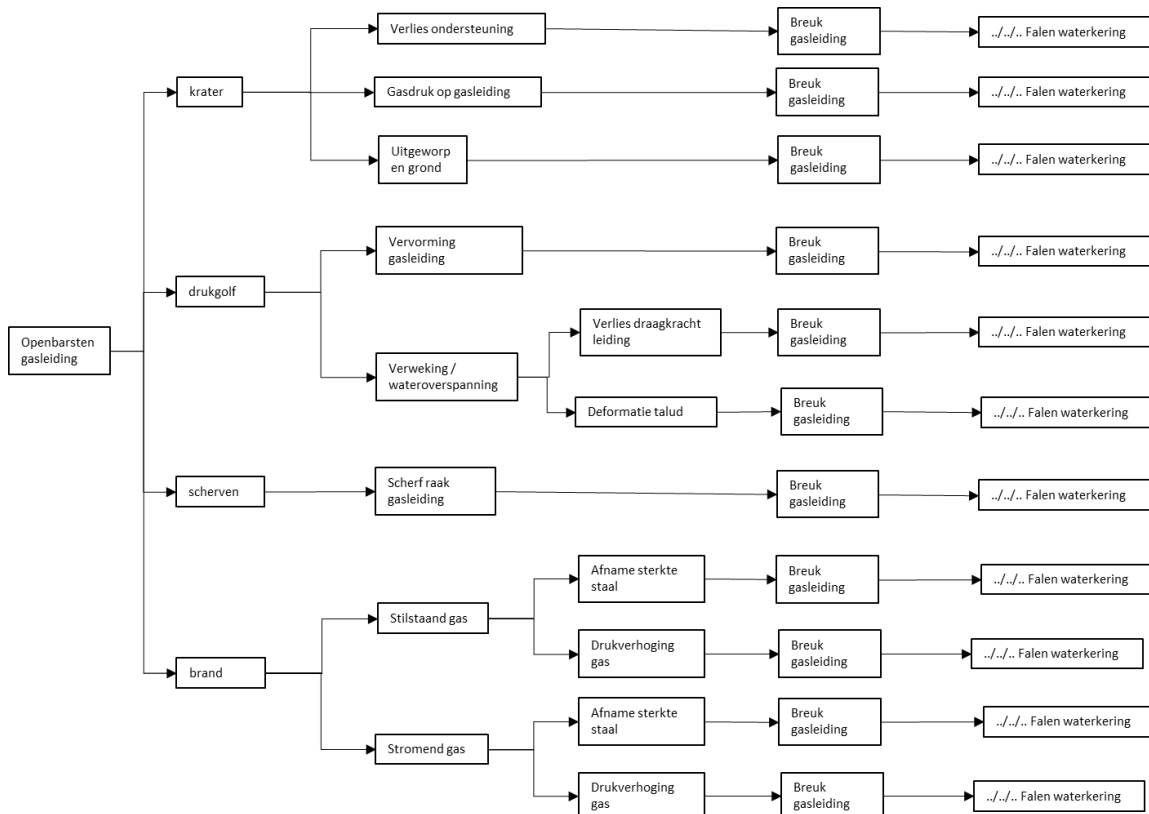 Verlies ondersteuning
Breuk
gasleiding
../../.. Falen waterkering
krater
Gasdruk op gasleiding
Breuk
gasleiding
../../.. Falen waterkering
Uitgeworp
en grond
Breuk
gasleiding
../../.. Falen waterkering
Vervorming
gasleiding
Breuk
gasleiding
../../.. Falen waterkering
drukgolf
Verlies draagkracht
leiding
Breuk
gasleiding
../../.. Falen waterkering
Openbarsten
gasleiding
Verweking /
wateroverspanning
Deformatie talud
Breuk
gasleiding
../../.. Falen waterkering
scherven
Scherf raak
gasleiding
Breuk
gasleiding
../../.. Falen waterkering
Afname sterkte
staal
Breuk
gasleiding
../../.. Falen waterkering
Stilstaand gas
Drukverhoging
gas
Breuk
gasleiding
../../.. Falen waterkering
brand
Afname sterkte
staal
Breuk
gasleiding
../../.. Falen waterkering
Stromend gas
Drukverhoging
gas
Breuk
gasleiding
../../.. Falen waterkering